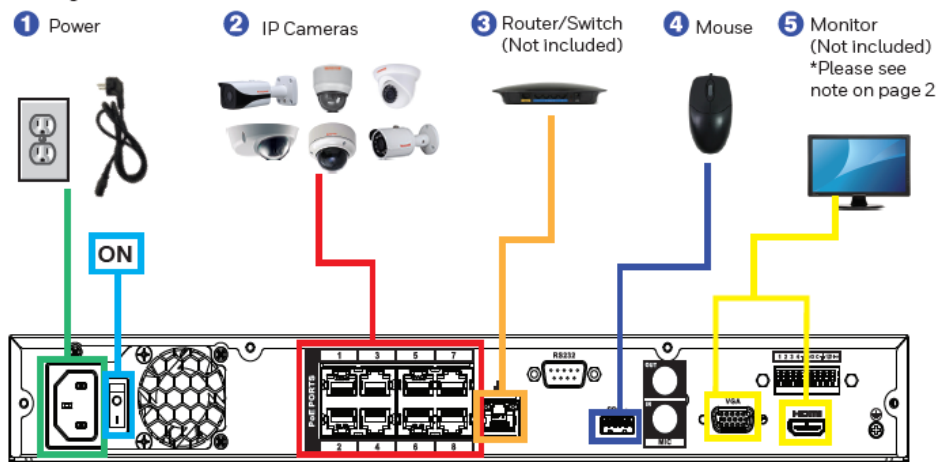 1 Power
2 IP Cameras
3 Router/Switch
(Not included)
4 Mouse
5 Monitor
(Not included)
*Please see
note on page 2
ON
PoE PORTS
1 3 5 7
2 4 6 8
RS232
OUT
IN
MIC
VGA
HDMI